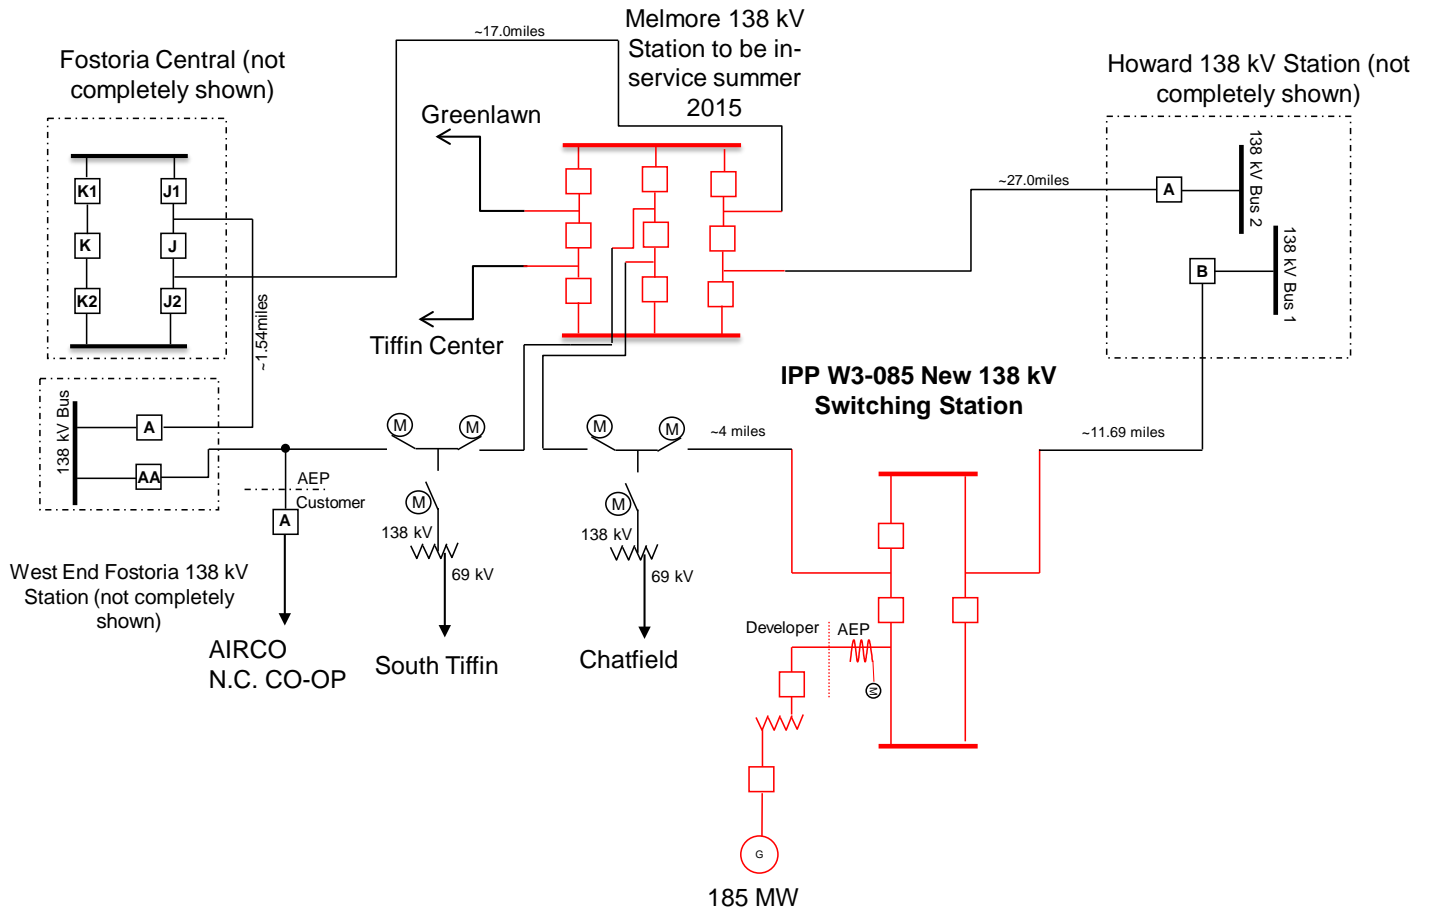 ~17.0miles
Melmore 138 kV
Station to be in-
service summer
2015
Fostoria Central (not
completely shown)
Howard 138 kV Station (not
completely shown)
Greenlawn
K1
J1
K
J
K2
J2
~1.54miles
~27.0miles
A
138 kV Bus 2
B
138 kV Bus 1
Tiffin Center
IPP W3-085 New 138 kV
Switching Station
138 kV Bus
A
AA
M
M
M
M
~4 miles
~11.69 miles
AEP
Customer
A
M
M
138 kV
69 kV
138 kV
69 kV
West End Fostoria 138 kV
Station (not completely
shown)
AIRCO
N.C. CO-OP
South Tiffin
Chatfield
Developer
AEP
M
G
185 MW